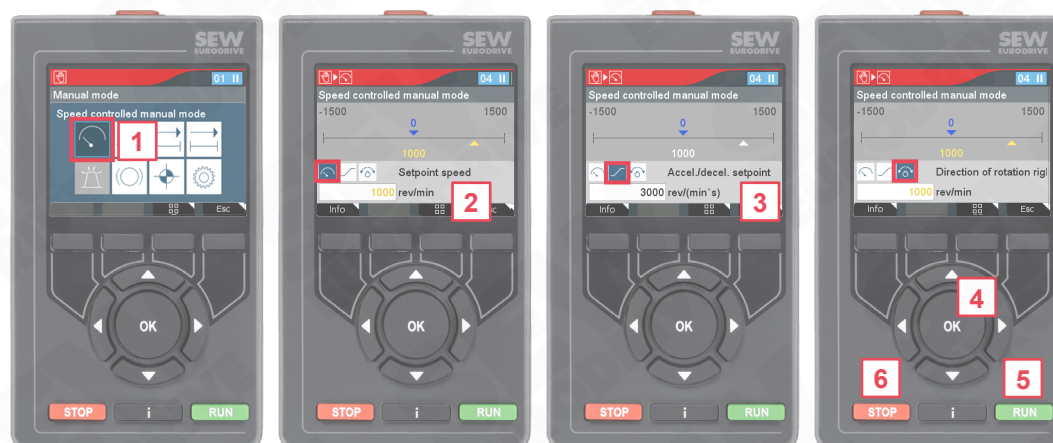 SEW
EURODRIVE
01
Manual mode
Speed controlled manual mode
1
Esc
OK
STOP
i
RUN
SEW
EURODRIVE
04
Speed controlled manual mode
-1500 1500
0
1000
Setpoint speed
1000 rev/min
2
Info
OK
STOP
i
RUN
SEW
EURODRIVE
04
Speed controlled manual mode
-1500 1500
0
1000
Accel./decel. setpoint
3000 rev/(min*s)
3
Info
OK
STOP
i
RUN
SEW
EURODRIVE
04
Speed controlled manual mode
-1500 1500
0
1000
Direction of rotation rig
1000 rev/min
Info Esc
4
OK
6 5
STOP
i
RUN